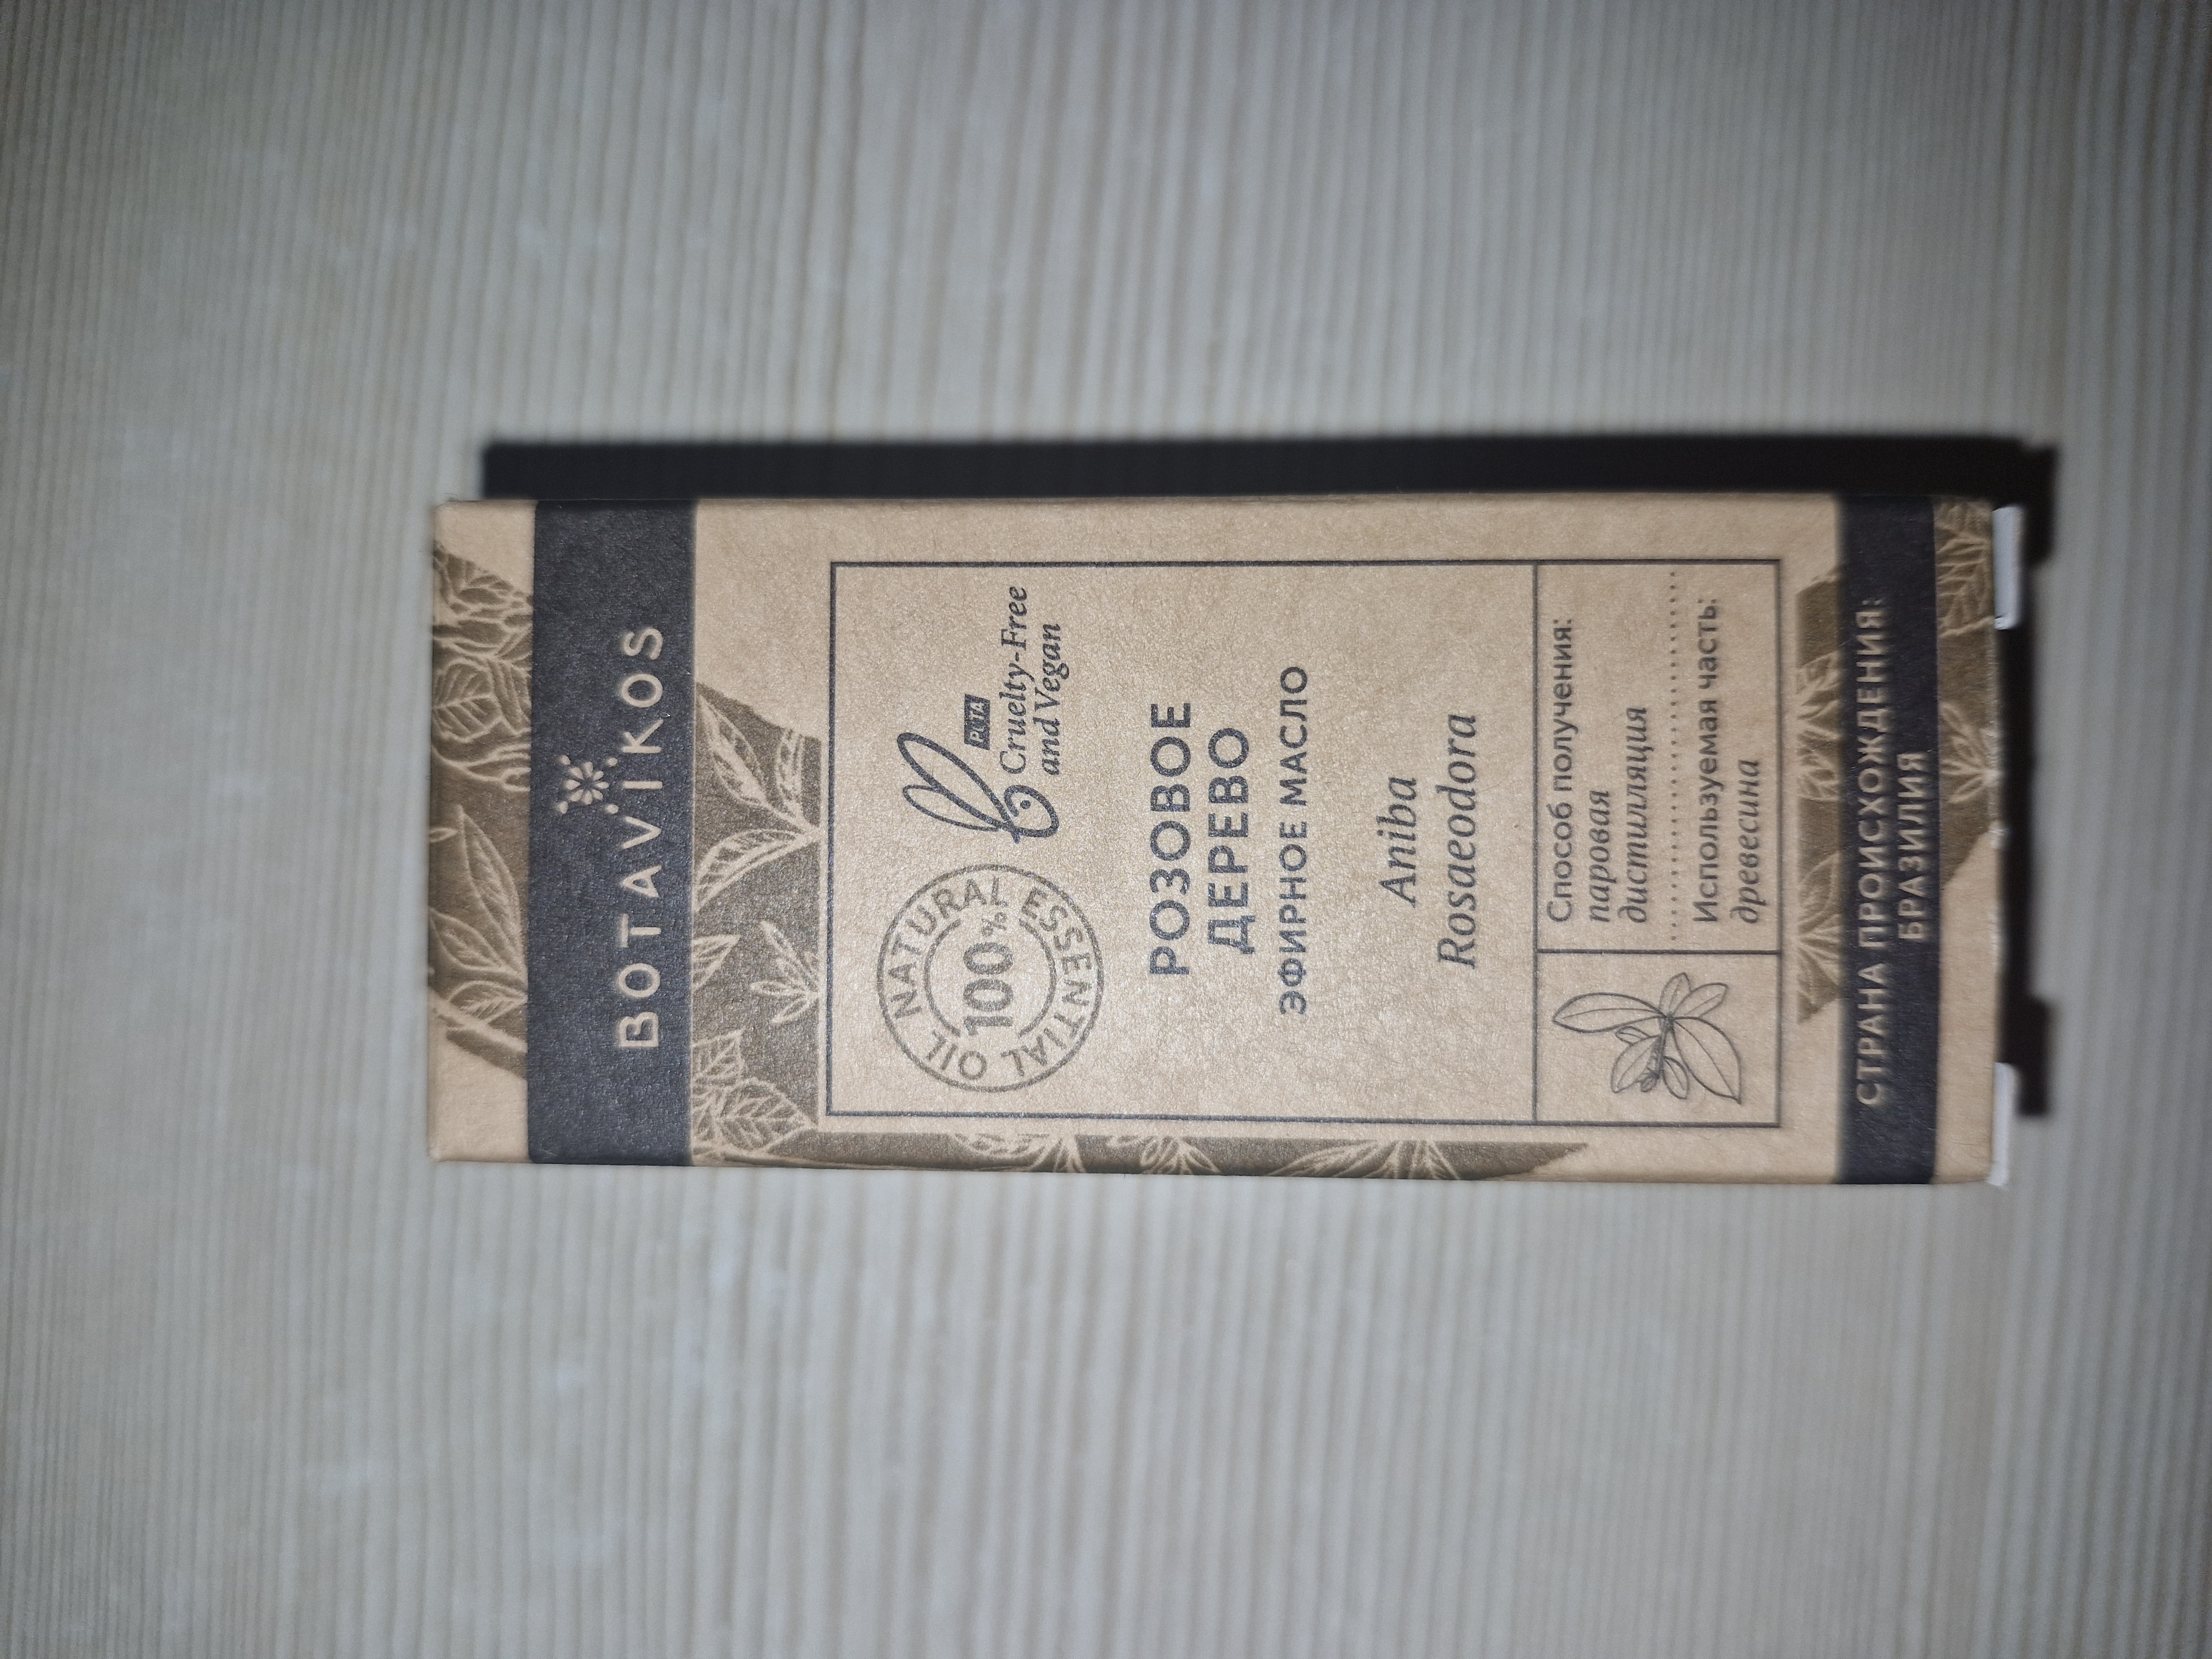 BOTAVIKOS
100%
NATURAL ESSENTIAL OIL
PETA
Cruelty-Free
and Vegan
РОЗОВОЕ
ДЕРЕВО
ЭФИРНОЕ МАСЛО
Aniba
Rosaeodora
Способ получения:
паровая
дистилляция
Используемая часть:
древесина
СТРАНА ПРОИСХОЖДЕНИЯ:
БРАЗИЛИЯ